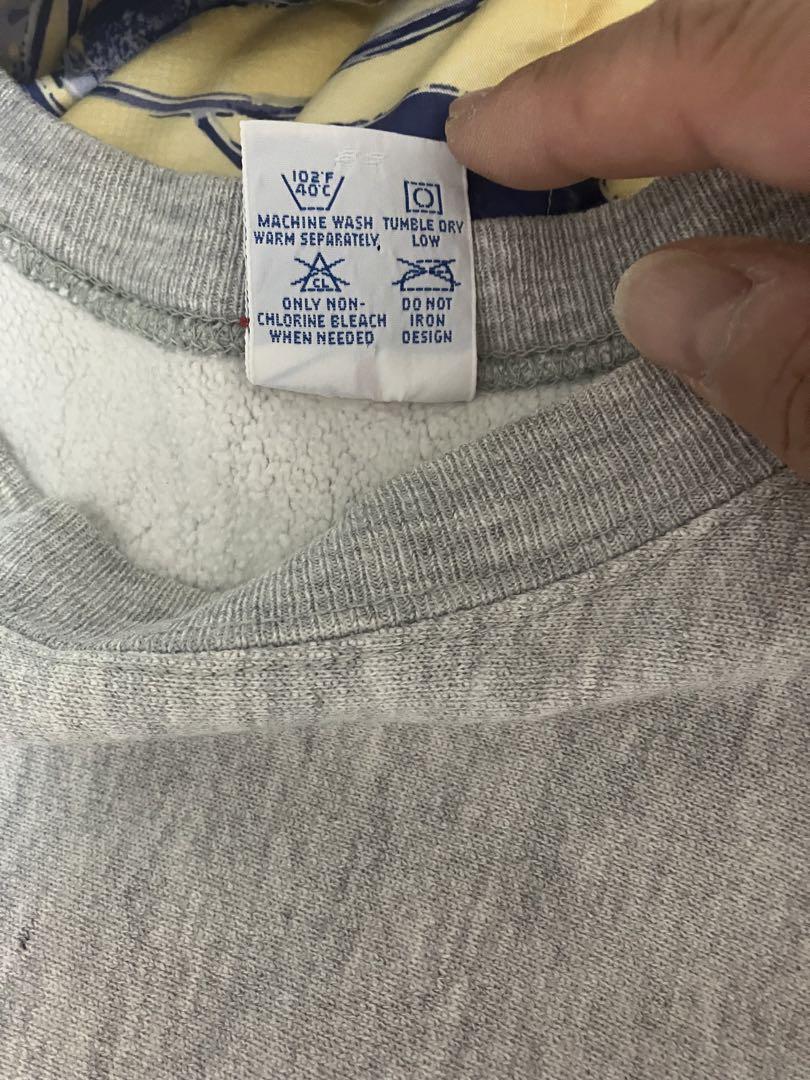 102°F
40°C
MACHINE WASH
WARM SEPARATELY,
TUMBLE DRY
LOW
CL
ONLY NON-
CHLORINE BLEACH
WHEN NEEDED
DO NOT
IRON
DESIGN